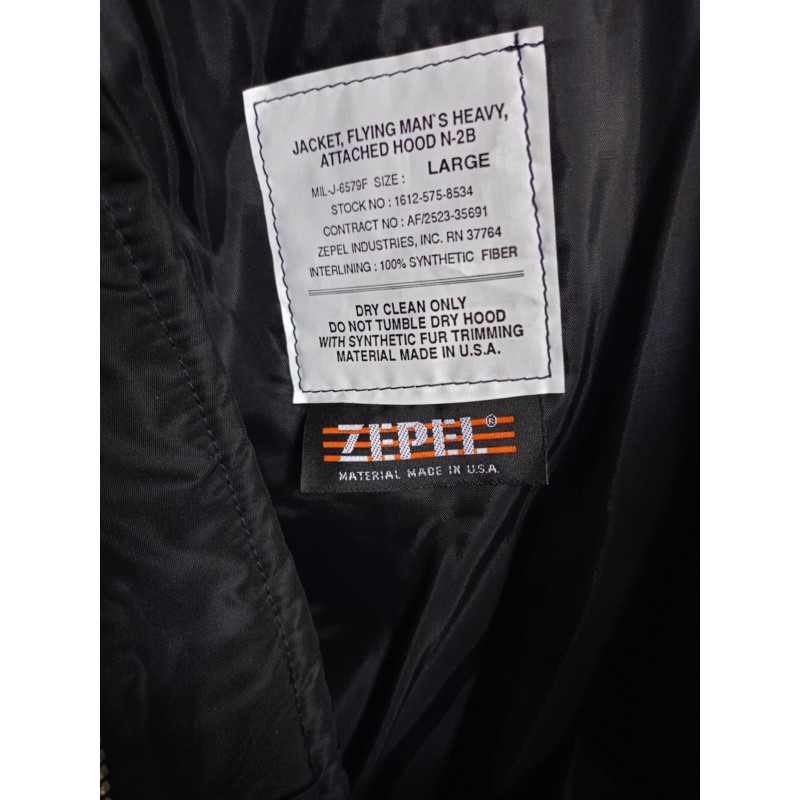 JACKET, FLYING MAN`S HEAVY,
ATTACHED HOOD N-2B
MIL-J-6579F SIZE : LARGE
STOCK NO : 1612-575-8534
CONTRACT NO : AF/2523-35691
ZEPEL INDUSTRIES, INC. RN 37764
INTERLINING : 100% SYNTHETIC FIBER
DRY CLEAN ONLY
DO NOT TUMBLE DRY HOOD
WITH SYNTHETIC FUR TRIMMING
MATERIAL MADE IN U.S.A.
ZEPEL®
MATERIAL MADE IN U.S.A.